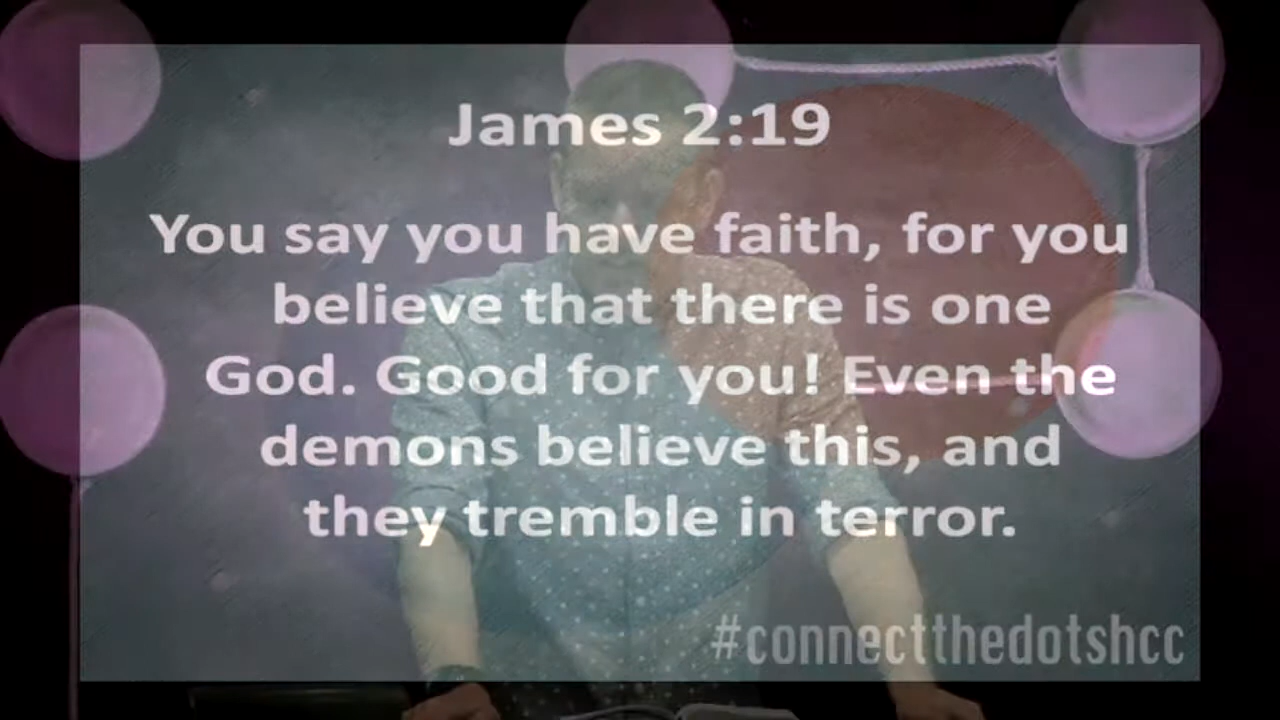 James 2:19
You say you have faith, for you
believe that there is one
God. Good for you! Even the
demons believe this, and
they tremble in terror.
#connectthedotshcc